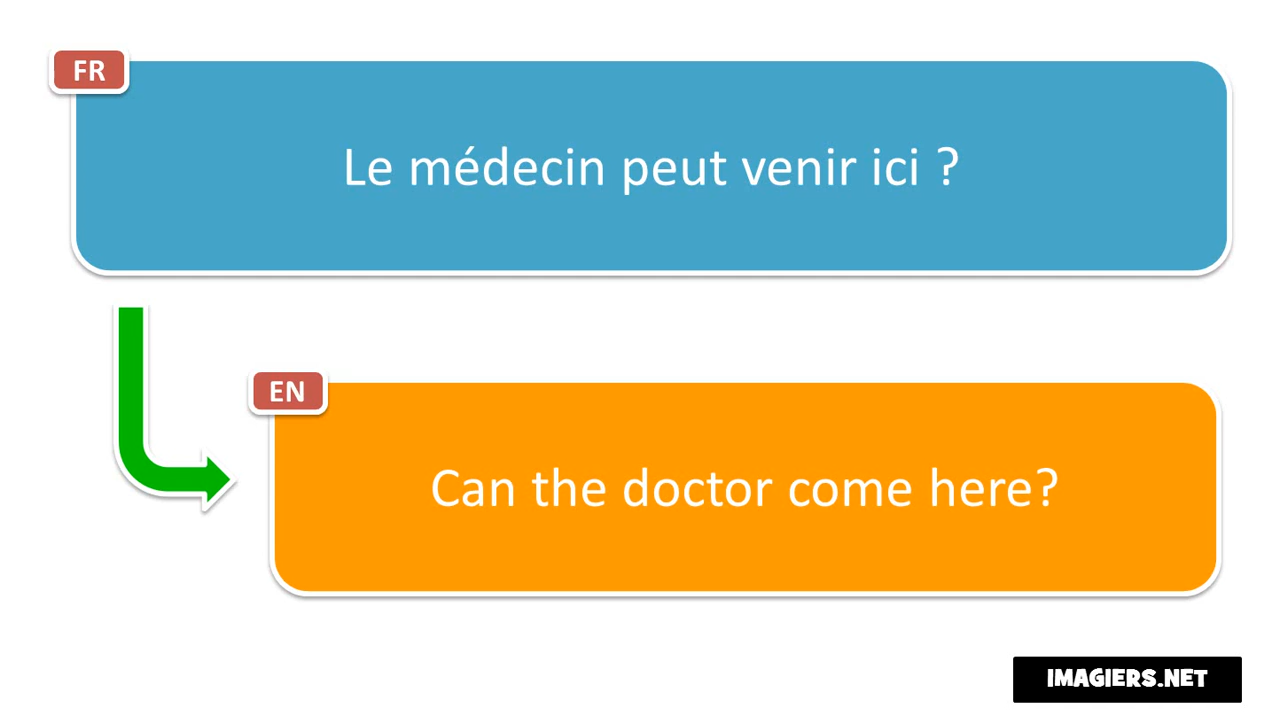 FR
Le médecin peut venir ici ?
EN
Can the doctor come here?
IMAGIERS.NET